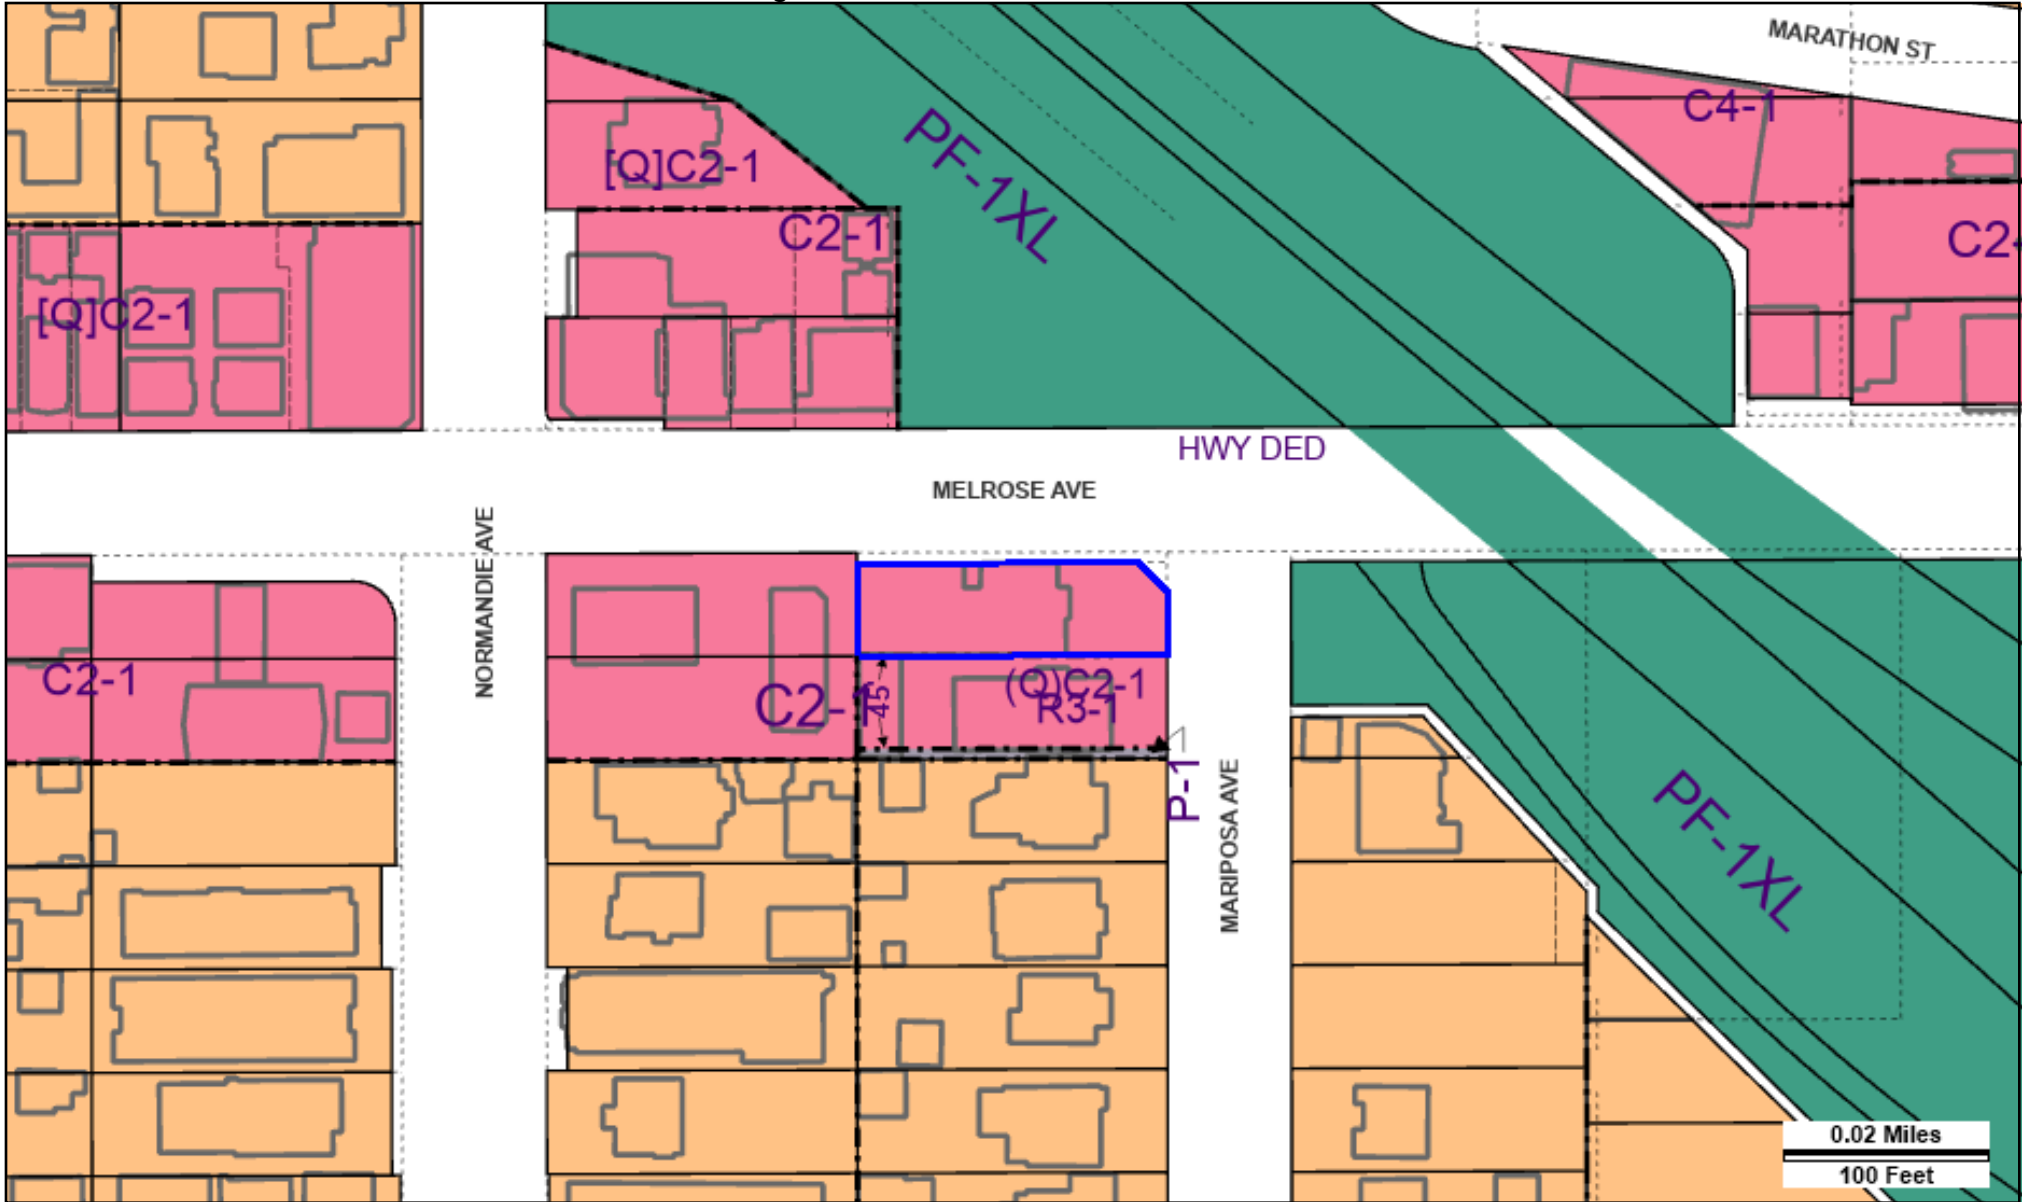 MARATHON ST
C4-1
PF-1XL
[Q]C2-1
C2-1
C2-
[Q]C2-1
HWY DED
MELROSE AVE
NORMANDIE AVE
C2-1
C2-1
45
(Q)C2-1
R3-1
P-1
MARIPOSA AVE
PF-1XL
0.02 Miles
100 Feet